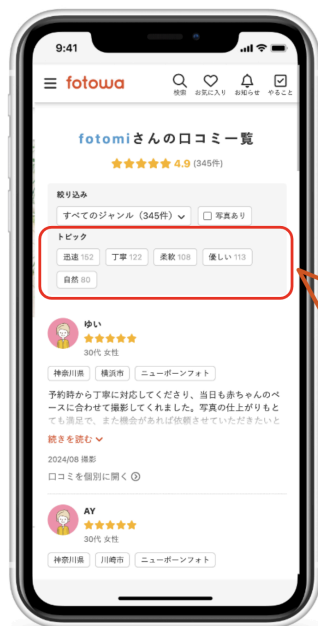 9:41
fotowa
検索 お気に入り お知らせ やること
fotomiさんの口コミ一覧
4.9 (345件)
絞り込み
すべてのジャンル (345件) 写真あり
トピック
迅速 162 丁寧 122 柔軟 108 優しい 113
自然 80
ゆい
30代 女性
神奈川県 横浜市 ニューボーンフォト
予約時から丁寧に対応してくださり、当日も赤ちゃんのペ
ースに合わせて撮影してくれました。写真の仕上がりもと
ても満足で、また機会があれば依頼させていただきたいと
続きを読む
2024/08 撮影
口コミを個別に開く
AY
30代 女性
神奈川県 川崎市 ニューボーンフォト